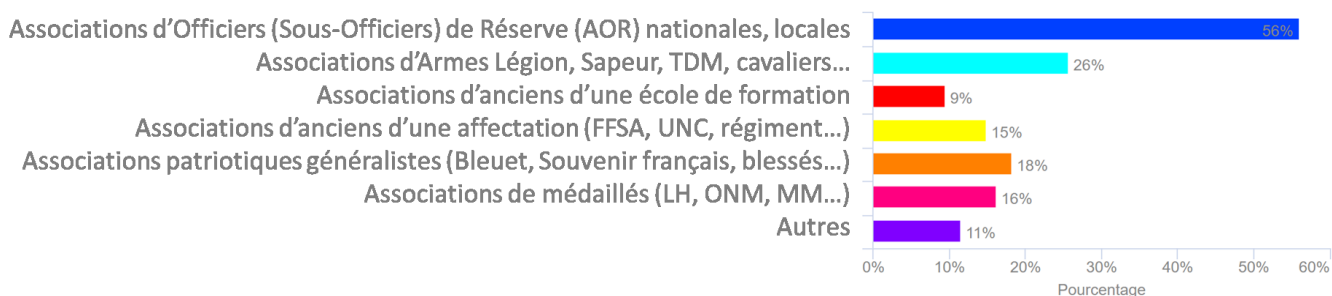 Associations d'Officiers (Sous-Officiers) de Réserve (AOR) nationales, locales 56%
Associations d'Armes Légion, Sapeur, TDM, cavaliers... 26%
Associations d'anciens d'une école de formation 9%
Associations d'anciens d'une affectation (FFSA, UNC, régiment...) 15%
Associations patriotiques généralistes (Bleuet, Souvenir français, blessés...) 18%
Associations de médaillés (LH, ONM, MM...) 16%
Autres 11%
0% 10% 20% 30% 40% 50% 60%
Pourcentage